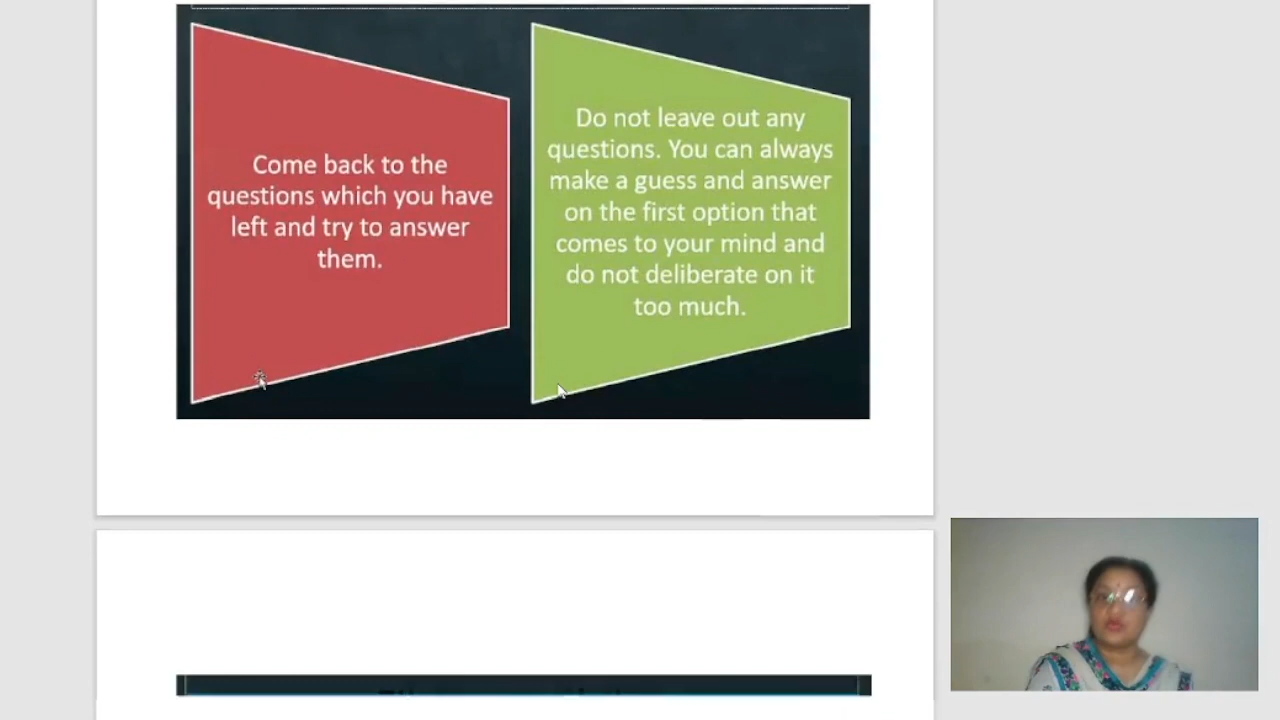 Come back to the
questions which you have
left and try to answer
them.
Do not leave out any
questions. You can always
make a guess and answer
on the first option that
comes to your mind and
do not deliberate on it
too much.